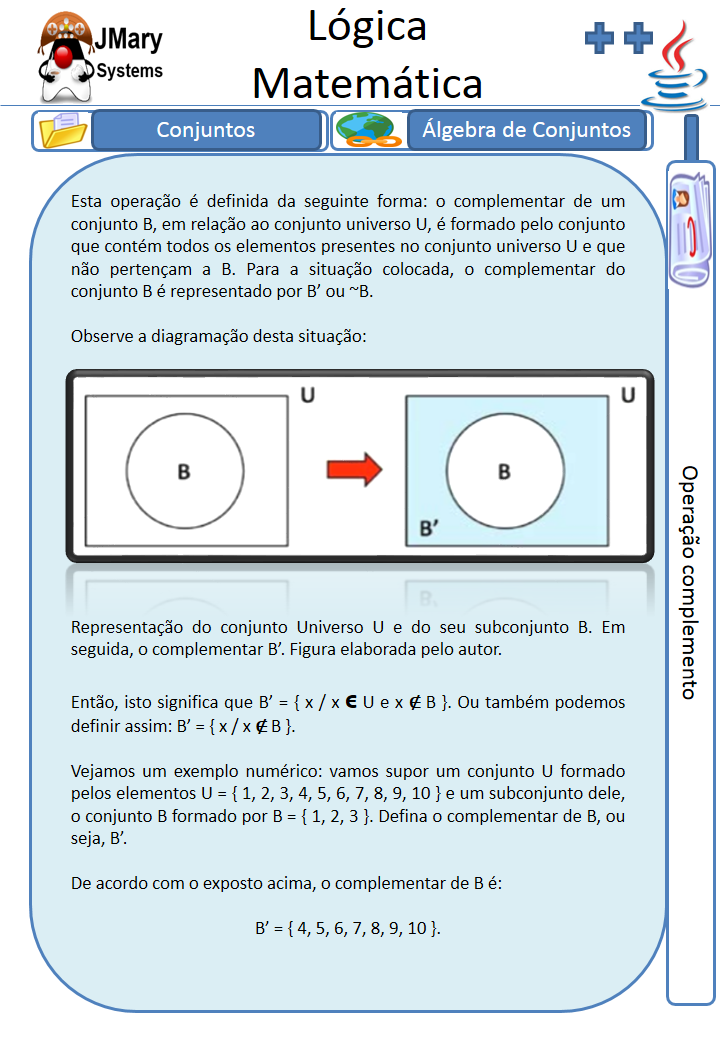 JMary
Systems
Lógica
Matemática
Conjuntos
Álgebra de Conjuntos
Esta operação é definida da seguinte forma: o complementar de um
conjunto B, em relação ao conjunto universo U, é formado pelo conjunto
que contém todos os elementos presentes no conjunto universo U e que
não pertençam a B. Para a situação colocada, o complementar do
conjunto B é representado por B’ ou ~B.
Observe a diagramação desta situação:
U
B
U
B
B’
Representação do conjunto Universo U e do seu subconjunto B. Em
seguida, o complementar B’. Figura elaborada pelo autor.
Então, isto significa que B’ = { x / x ∈ U e x ∉ B }. Ou também podemos
definir assim: B’ = { x / x ∉ B }.
Vejamos um exemplo numérico: vamos supor um conjunto U formado
pelos elementos U = { 1, 2, 3, 4, 5, 6, 7, 8, 9, 10 } e um subconjunto dele,
o conjunto B formado por B = { 1, 2, 3 }. Defina o complementar de B, ou
seja, B’.
De acordo com o exposto acima, o complementar de B é:
B’ = { 4, 5, 6, 7, 8, 9, 10 }.
Operação complemento